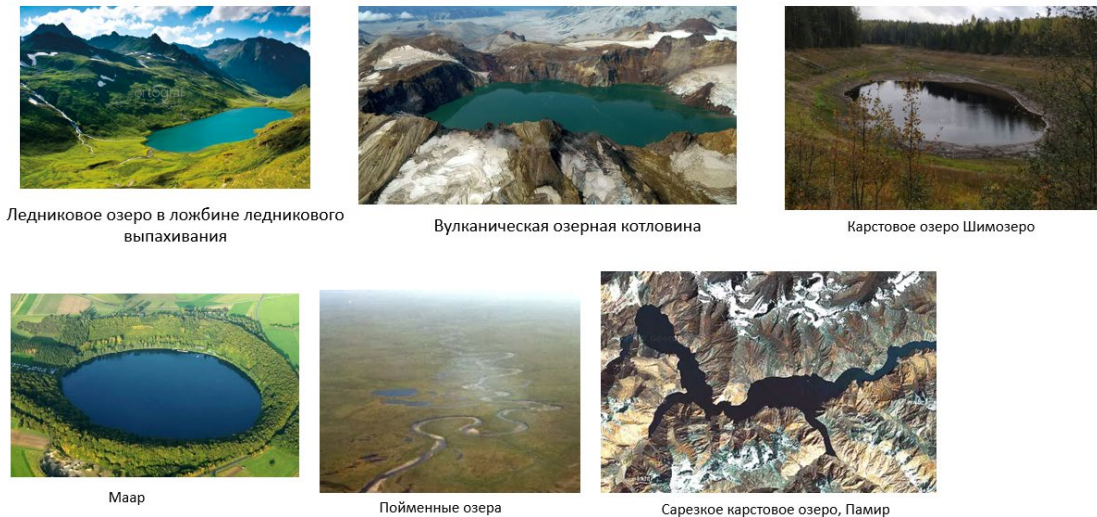 Ледниковое озеро в ложбине ледникового
выпахивания
Вулканическая озерная котловина
Карстовое озеро Шимозеро
Маар
Пойменные озера
Сарезкое карстовое озеро, Памир